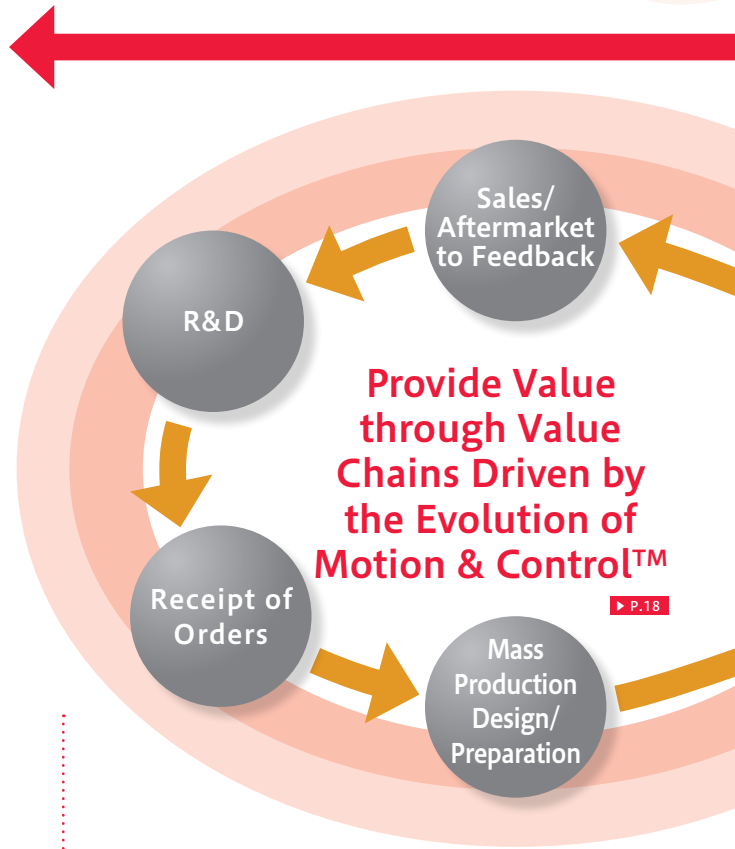 Sales/
Aftermarket
to Feedback
R&D
Provide Value
through Value
Chains Driven by
the Evolution of
Motion & Control™
▶ P.18
Receipt of
Orders
Mass
Production
Design/
Preparation